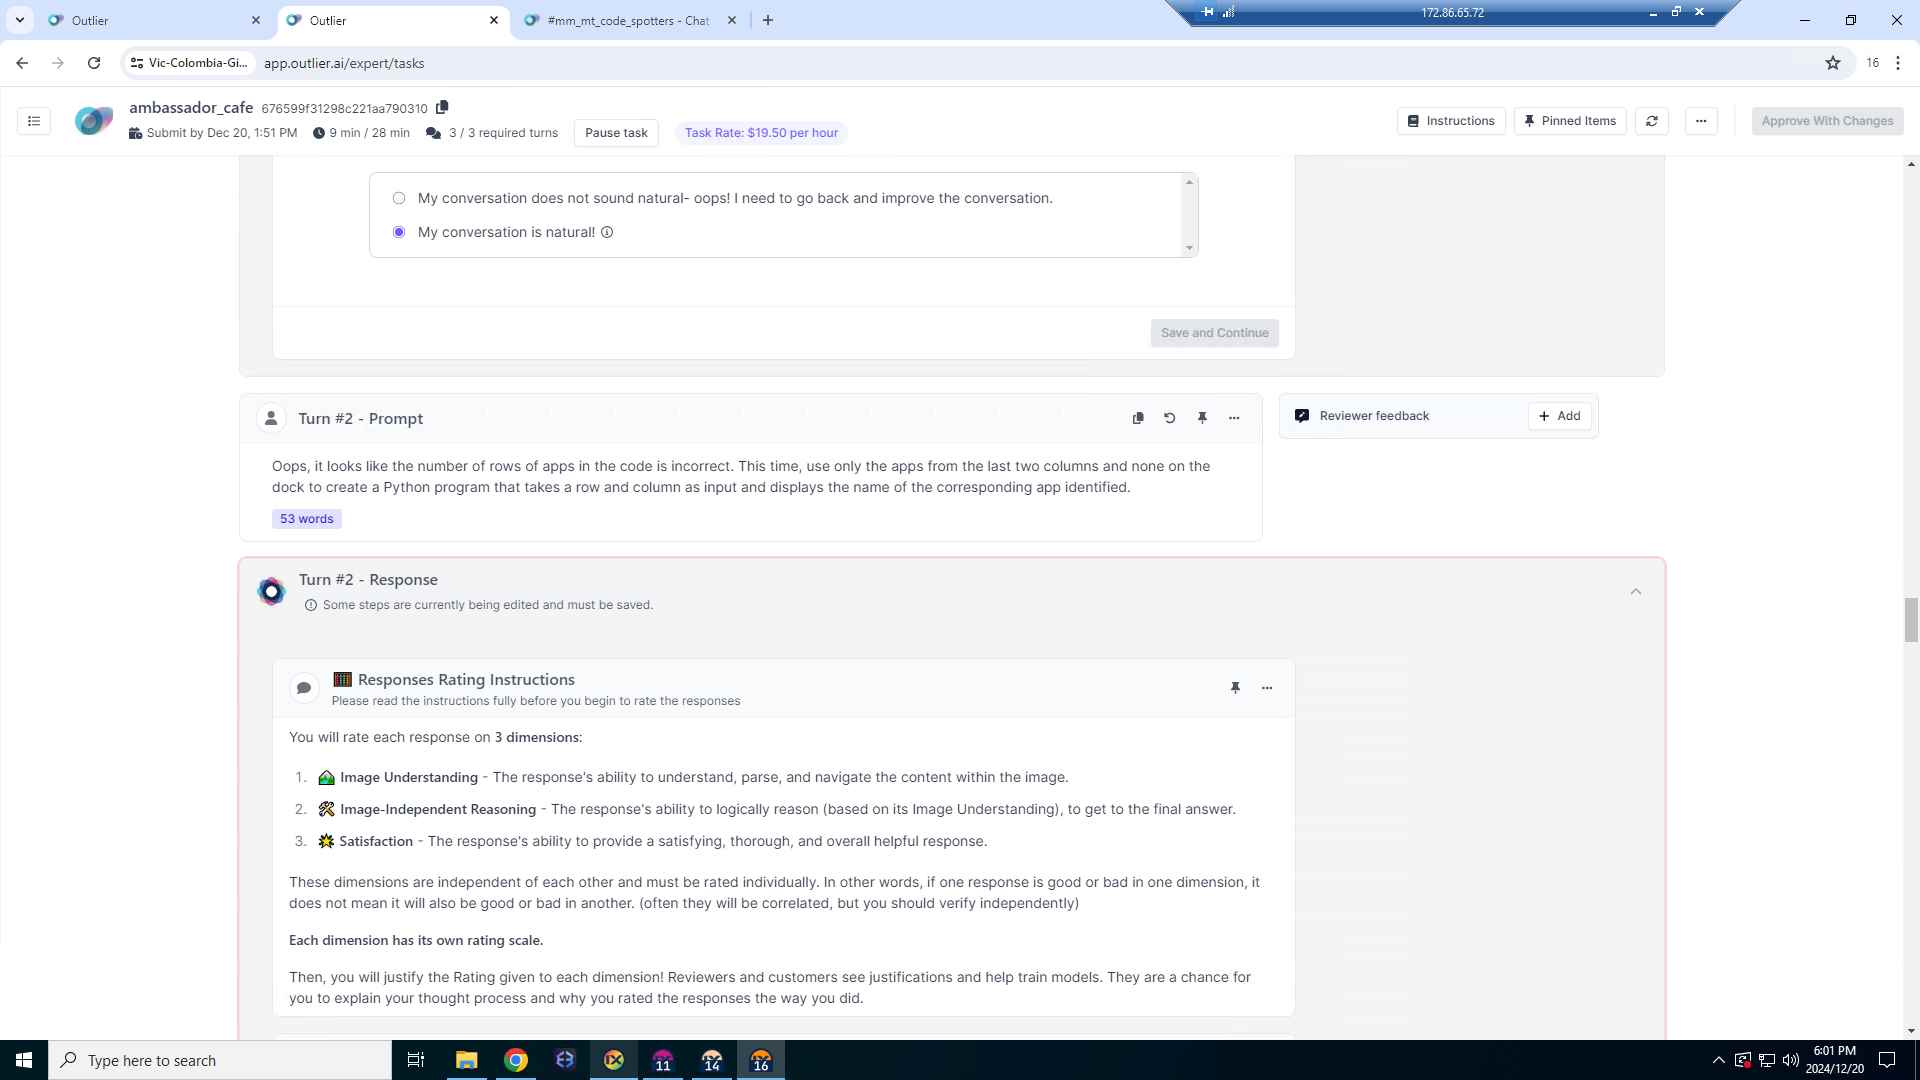 Outlier
Outlier
#mm_mt_code_spotters - Chat
172.86.65.72
Vic-Colombia-Gi...
app.outlier.ai/expert/tasks
16
ambassador_cafe 676599f31298c221aa790310
Submit by Dec 20, 1:51 PM
9 min / 28 min
3 / 3 required turns
Pause task
Task Rate: $19.50 per hour
Instructions
Pinned Items
Approve With Changes
My conversation does not sound natural- oops! I need to go back and improve the conversation.
My conversation is natural!
Save and Continue
Turn #2 - Prompt
Reviewer feedback
Add
Oops, it looks like the number of rows of apps in the code is incorrect. This time, use only the apps from the last two columns and none on the
dock to create a Python program that takes a row and column as input and displays the name of the corresponding app identified.
53 words
Turn #2 - Response
Some steps are currently being edited and must be saved.
Responses Rating Instructions
Please read the instructions fully before you begin to rate the responses
You will rate each response on 3 dimensions:
1. Image Understanding - The response's ability to understand, parse, and navigate the content within the image.
2. Image-Independent Reasoning - The response's ability to logically reason (based on its Image Understanding), to get to the final answer.
3. Satisfaction - The response's ability to provide a satisfying, thorough, and overall helpful response.
These dimensions are independent of each other and must be rated individually. In other words, if one response is good or bad in one dimension, it
does not mean it will also be good or bad in another. (often they will be correlated, but you should verify independently)
Each dimension has its own rating scale.
Then, you will justify the Rating given to each dimension! Reviewers and customers see justifications and help train models. They are a chance for
you to explain your thought process and why you rated the responses the way you did.
Type here to search
11
14
16
6:01 PM
2024/12/20